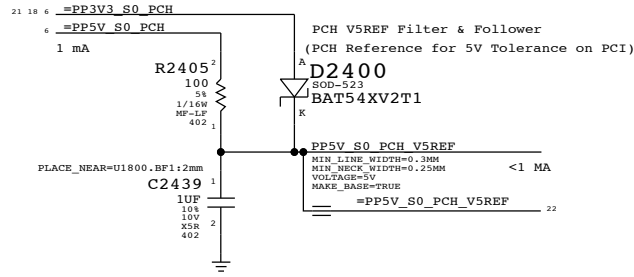 21 18 6 =PP3V3_S0_PCH
6 =PP5V_S0_PCH
1 mA
PCH V5REF Filter & Follower
(PCH Reference for 5V Tolerance on PCI)
R2405 2
100
5%
1/16W
MF-LF
402 1
A
D2400
SOD-523
BAT54XV2T1
K
PP5V_S0_PCH_V5REF
MIN_LINE_WIDTH=0.3MM
MIN_NECK_WIDTH=0.25MM
VOLTAGE=5V
MAKE_BASE=TRUE
<1 MA
PLACE_NEAR=U1800.BF1:2mm
C2439 1
1UF
10%
10V
X5R
402
2
=PP5V_S0_PCH_V5REF 22